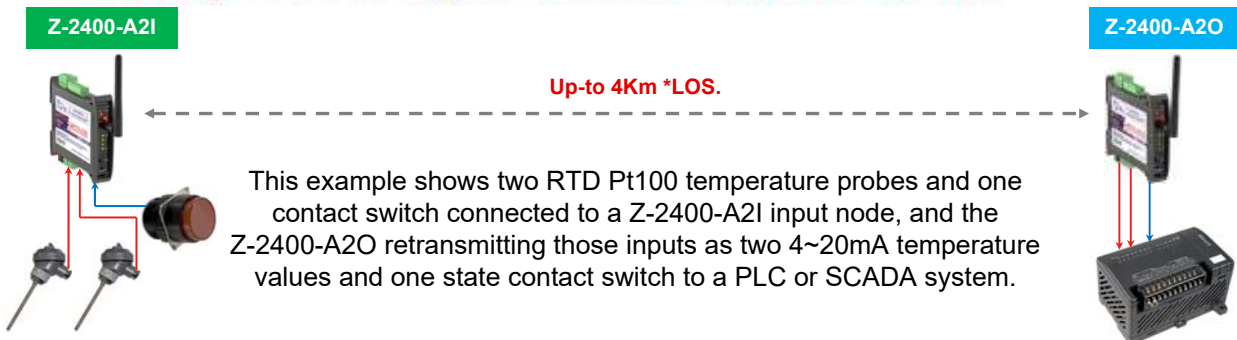 Z-2400-A2I
Z-2400-A2O
Up-to 4Km *LOS.
This example shows two RTD Pt100 temperature probes and one
contact switch connected to a Z-2400-A2I input node, and the
Z-2400-A2O retransmitting those inputs as two 4~20mA temperature
values and one state contact switch to a PLC or SCADA system.